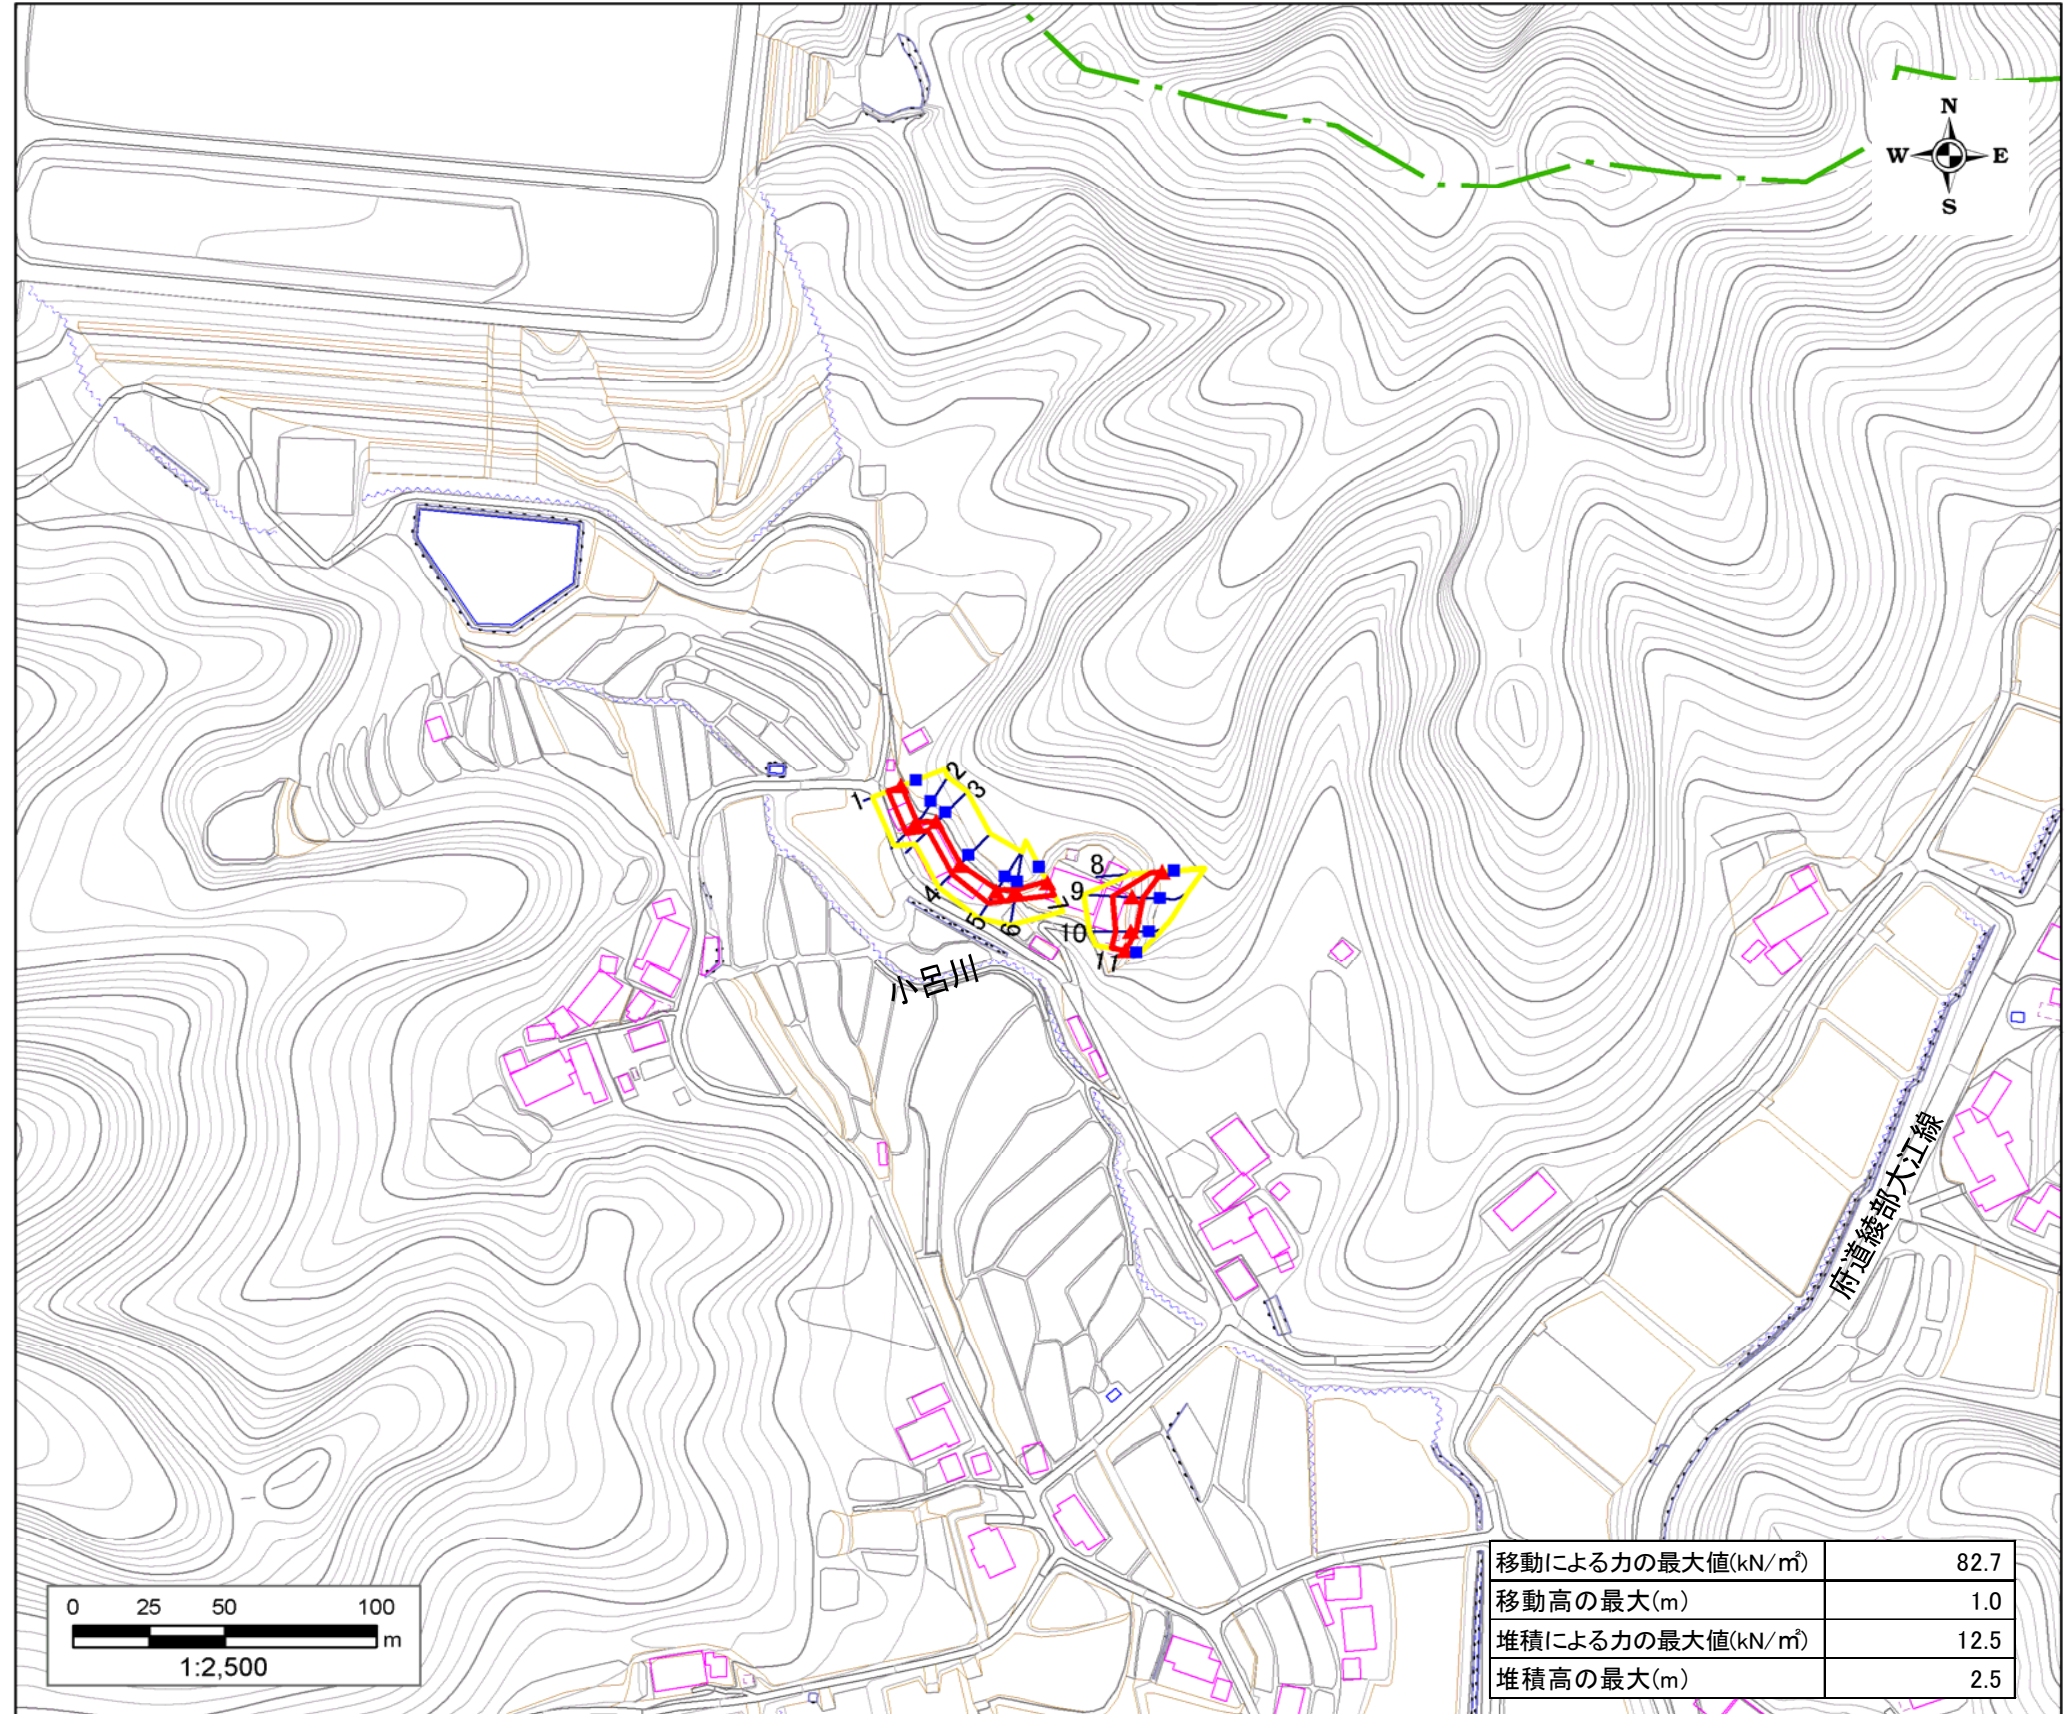 N
W E
S
1
2
3
4
5
6
7
8
9
10
11
小呂川
府道綾部大江線
0 25 50 100
m
1:2,500
移動による力の最大値(kN/㎡) 82.7
移動高の最大(m) 1.0
堆積による力の最大値(kN/㎡) 12.5
堆積高の最大(m) 2.5